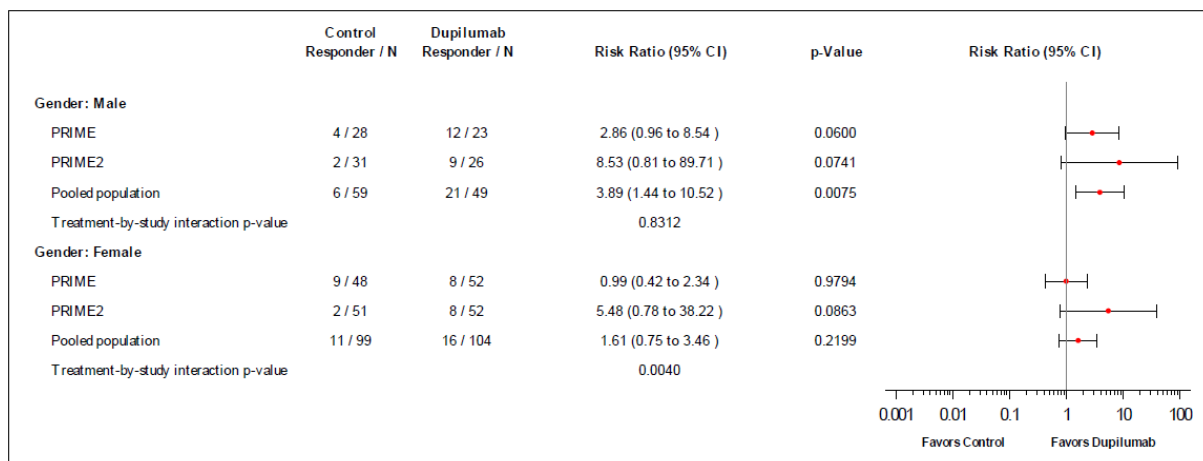 Control Dupilumab
Responder / N Responder / N Risk Ratio (95% CI) p-Value Risk Ratio (95% CI)
Gender: Male
PRIME 4 / 28 12 / 23 2.86 (0.96 to 8.54 ) 0.0600
PRIME2 2 / 31 9 / 26 8.53 (0.81 to 89.71 ) 0.0741
Pooled population 6 / 59 21 / 49 3.89 (1.44 to 10.52 ) 0.0075
Treatment-by-study interaction p-value 0.8312
Gender: Female
PRIME 9 / 48 8 / 52 0.99 (0.42 to 2.34 ) 0.9794
PRIME2 2 / 51 8 / 52 5.48 (0.78 to 38.22 ) 0.0863
Pooled population 11 / 99 16 / 104 1.61 (0.75 to 3.46 ) 0.2199
Treatment-by-study interaction p-value 0.0040
0.001 0.01 0.1 1 10 100
Favors Control Favors Dupilumab